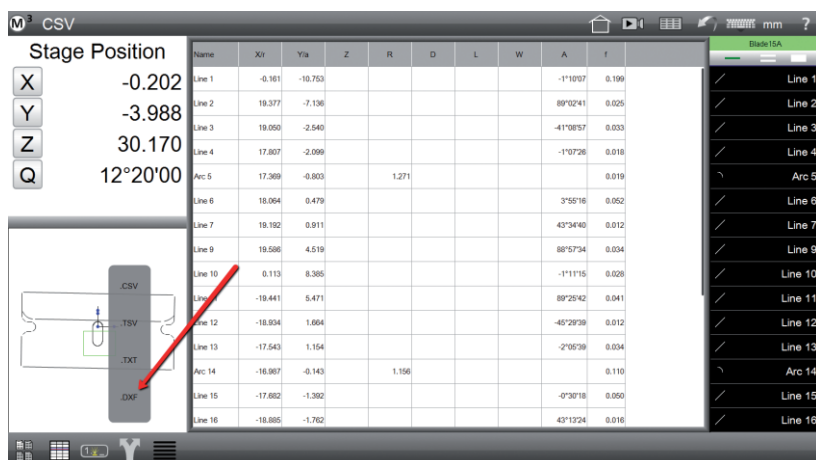 M³ CSV mm ?
Stage Position
X -0.202
Y -3.988
Z 30.170
Q 12°20'00
.CSV
.TSV
.TXT
.DXF
Name X/r Y/a Z R D L W A f
Line 1 -0.161 -10.753 -1°10'07 0.199
Line 2 19.377 -7.136 89°02'41 0.025
Line 3 19.050 -2.540 -41°08'57 0.033
Line 4 17.807 -2.099 -1°07'26 0.018
Arc 5 17.369 -0.803 1.271 0.019
Line 6 18.064 0.479 3°55'16 0.052
Line 7 19.192 0.911 43°34'40 0.012
Line 9 19.586 4.519 88°57'34 0.034
Line 10 0.113 8.385 -1°11'15 0.028
Line 11 -19.441 5.471 89°25'42 0.041
Line 12 -18.934 1.664 -45°29'39 0.012
Line 13 -17.543 1.154 -2°05'39 0.034
Arc 14 -16.987 -0.143 1.156 0.110
Line 15 -17.682 -1.392 -0°30'18 0.050
Line 16 -18.885 -1.762 43°13'24 0.016
Blade15A
Line 1
Line 2
Line 3
Line 4
Arc 5
Line 6
Line 7
Line 9
Line 10
Line 11
Line 12
Line 13
Arc 14
Line 15
Line 16